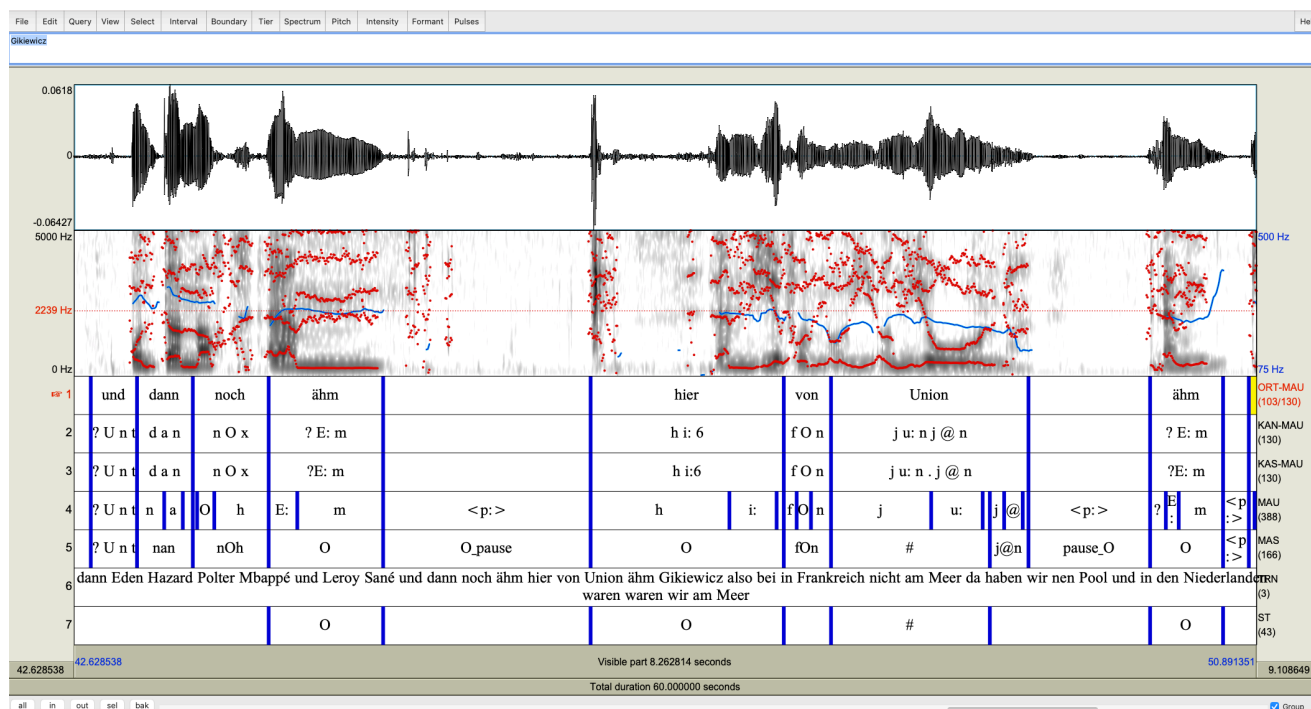 File Edit Query View Select Interval Boundary Tier Spectrum Pitch Intensity Formant Pulses He
Gikiewicz
0.0618
0
-0.06427
5000 Hz 500 Hz
2239 Hz
0 Hz 75 Hz
1 und dann noch ähm hier von Union ähm ORT-MAU (103/130)
2 ? U n t d a n n O x ? E: m h i: 6 f O n j u: n j @ n ? E: m KAN-MAU (130)
3 ? U n t d a n n O x ?E: m h i:6 f O n j u: n . j @ n ?E: m KAS-MAU (130)
4 ? U n t n a O h E: m <p:> h i: f O n j u: j @ <p:> ? E: m <p:> MAU (388)
5 ? U n t nan nOh O O_pause O fOn # j@n pause_O O <p:> MAS (166)
6 dann Eden Hazard Polter Mbappé und Leroy Sané und dann noch ähm hier von Union ähm Gikiewicz also bei in Frankreich nicht am Meer da haben wir nen Pool und in den Niederlanden TRN (3)
waren waren wir am Meer
7 O O # O ST (43)
42.628538 42.628538 Visible part 8.262814 seconds 50.891351 9.108649
Total duration 60.000000 seconds
all in out sel bak Group